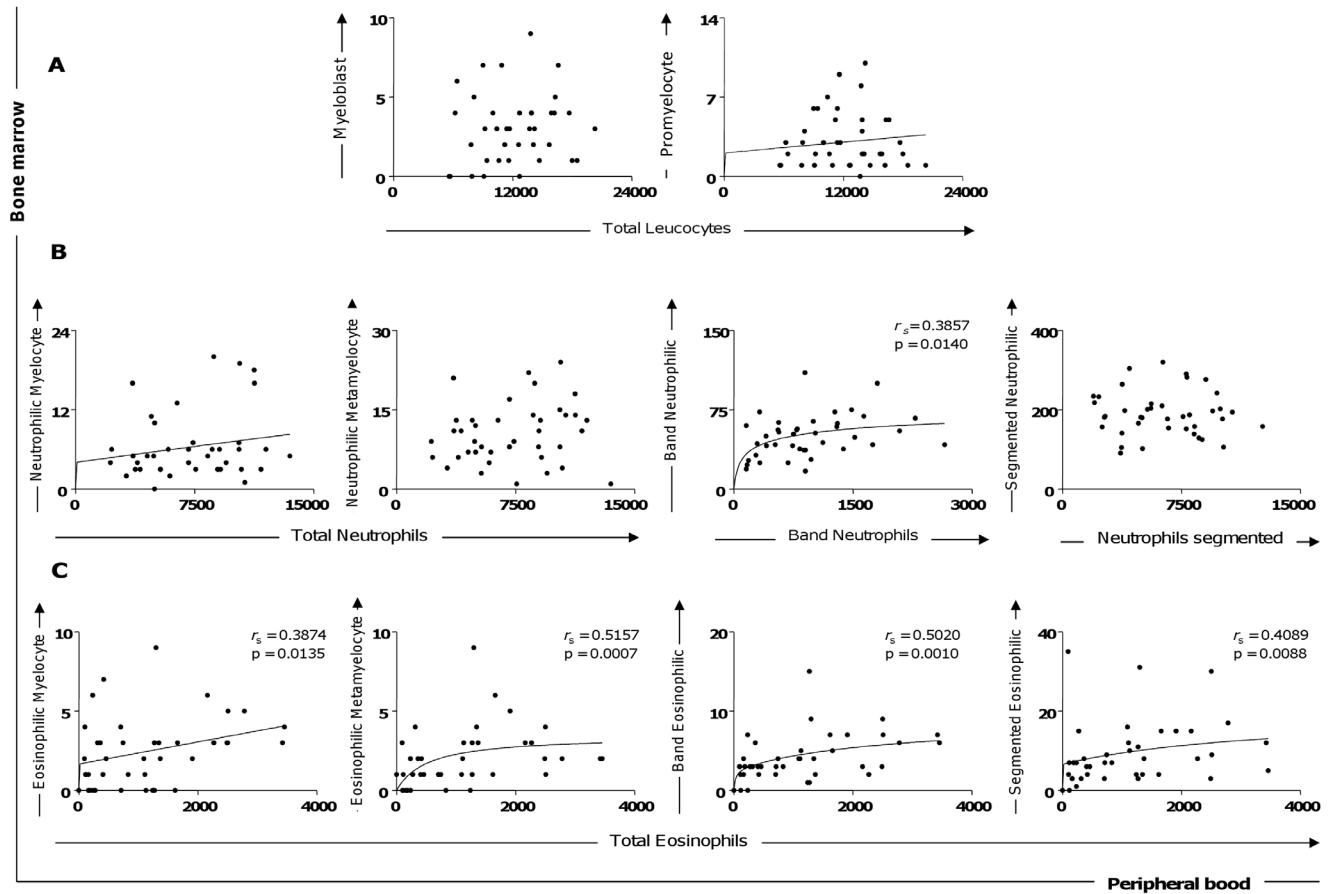 A
Bone marrow
Myeloblast
10
5
0
0
12000
24000
Promyelocyte
14
7
0
0
12000
24000
Total Leucocytes
B
Neutrophilic Myelocyte
24
12
0
0
7500
15000
Neutrophilic Metamyelocyte
30
15
0
0
7500
15000
Total Neutrophils
Band Neutrophilic
150
75
0
0
1500
3000
rs=0.3857
p=0.0140
Band Neutrophils
Segmented Neutrophilic
400
200
0
0
7500
15000
Neutrophils segmented
C
Eosinophilic Myelocyte
10
5
0
0
2000
4000
rs=0.3874
p=0.0135
Eosinophilic Metamyelocyte
10
5
0
0
2000
4000
rs=0.5157
p=0.0007
Band Eosinophilic
20
10
0
0
2000
4000
rs=0.5020
p=0.0010
Segmented Eosinophilic
40
20
0
0
2000
4000
rs=0.4089
p=0.0088
Total Eosinophils
Peripheral bood